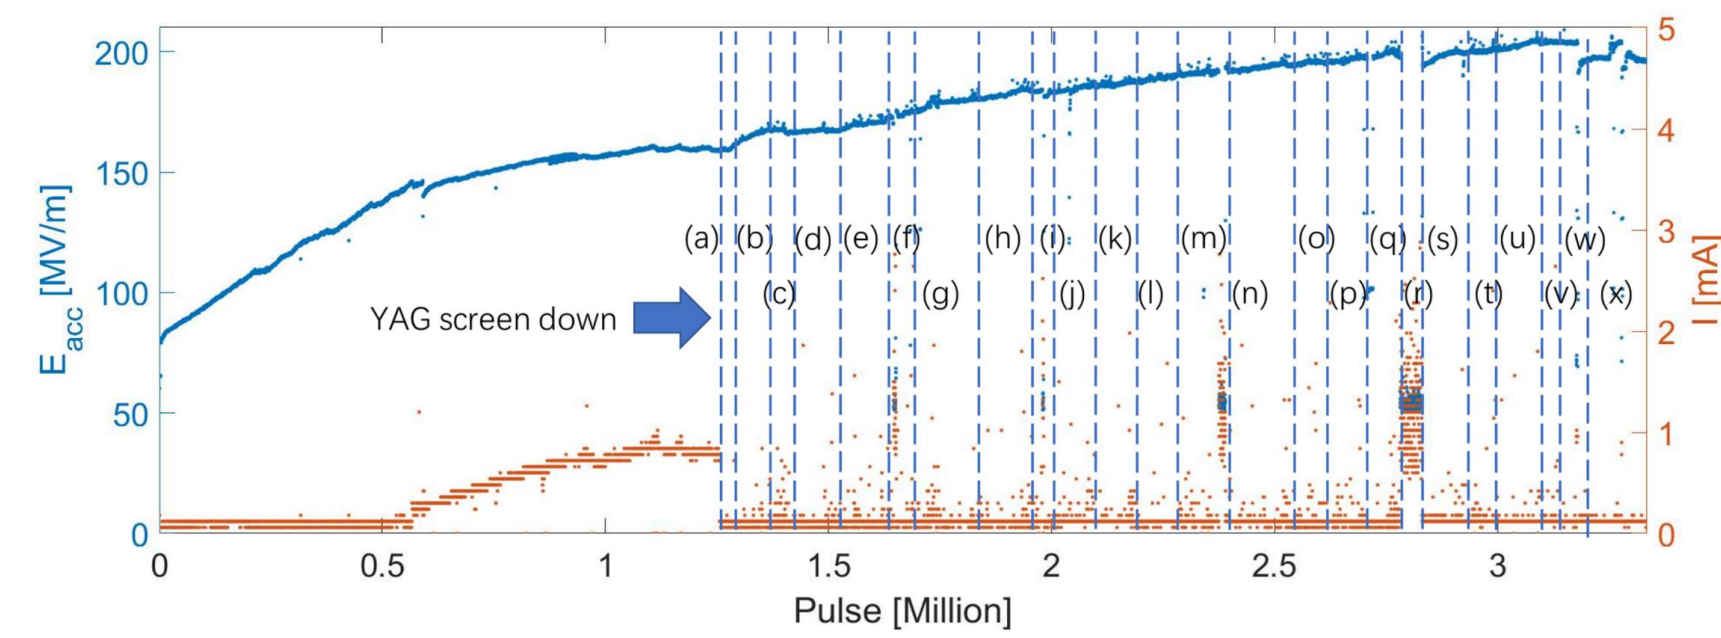 200
150
100
50
0
E_acc [MV/m]
5
4
3
2
1
0
I [mA]
(a) (b) (d) (e) (f) (h) (i) (k) (m) (o) (q) (s) (u) (w)
(c) (g) (j) (l) (n) (p) (r) (t) (v) (x)
YAG screen down
0 0.5 1 1.5 2 2.5 3
Pulse [Million]